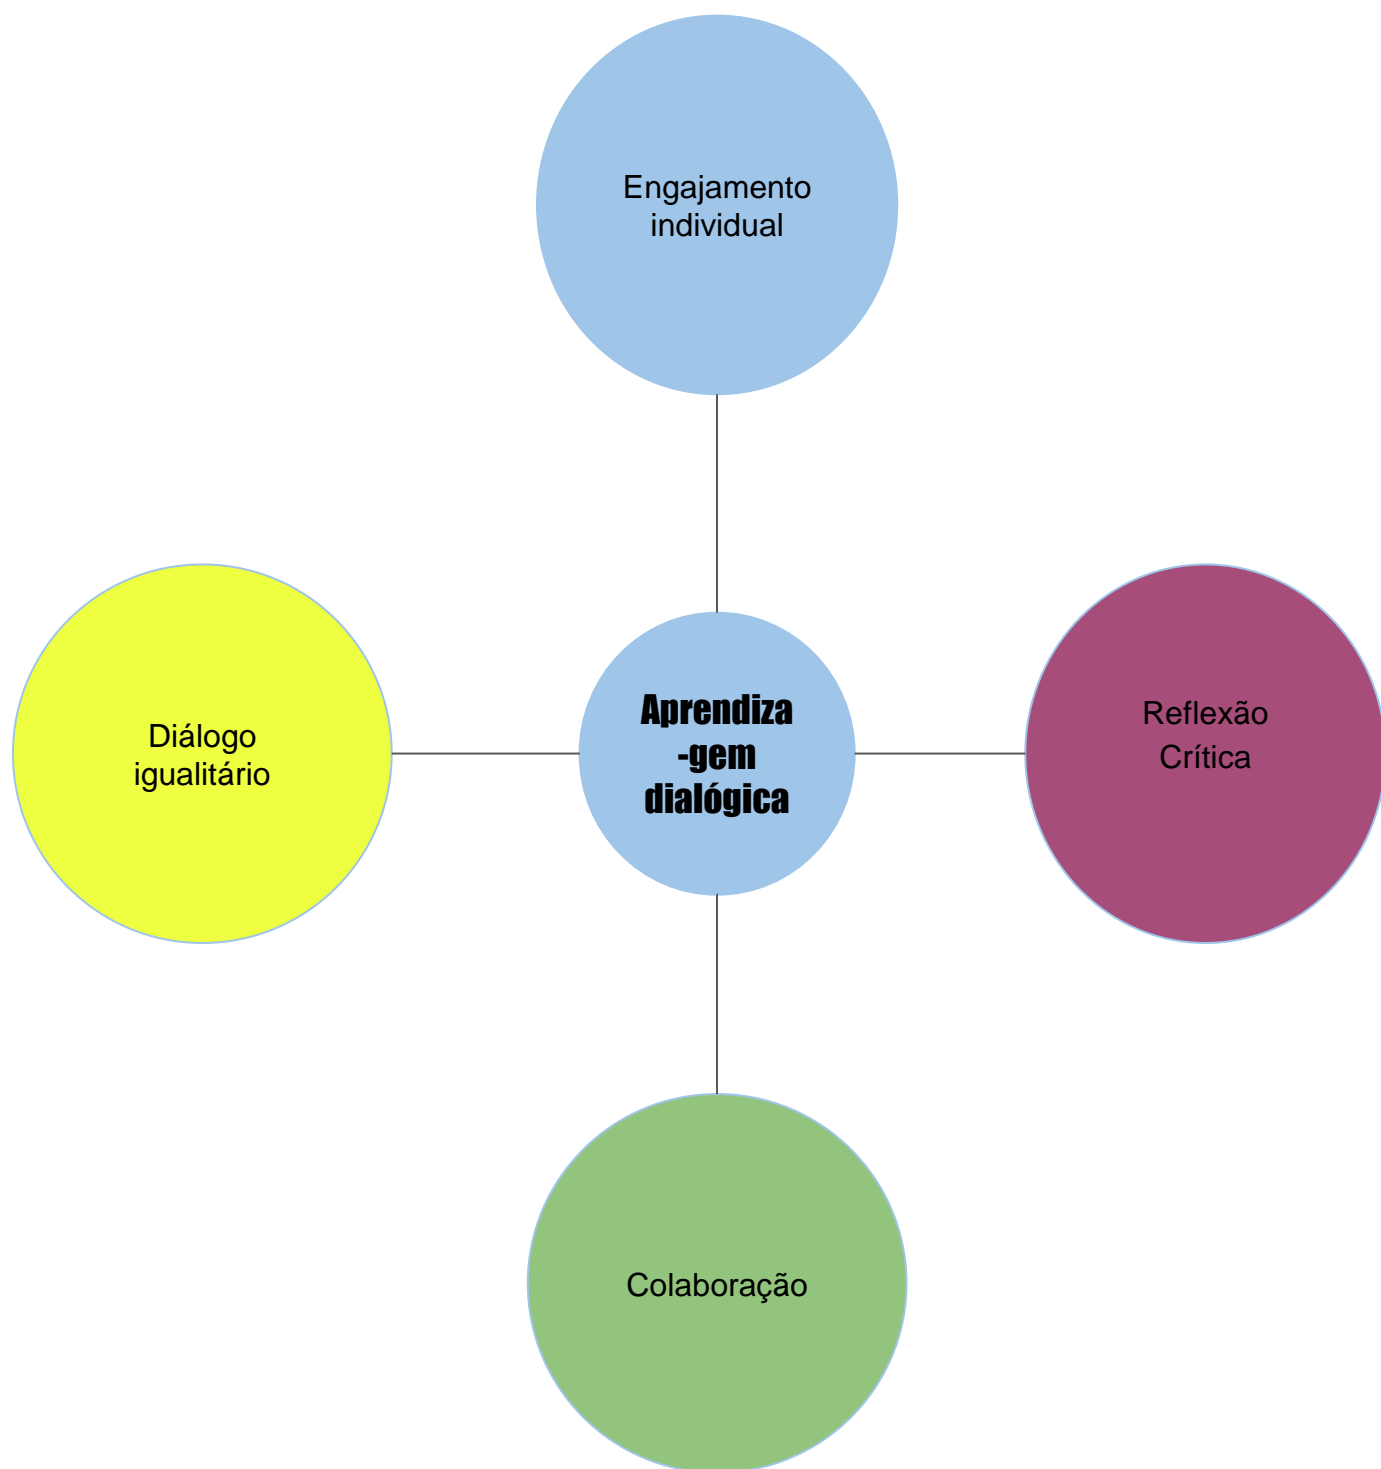 Engajamento
individual
Diálogo
igualitário
Aprendiza
-gem
dialógica
Reflexão
Crítica
Colaboração